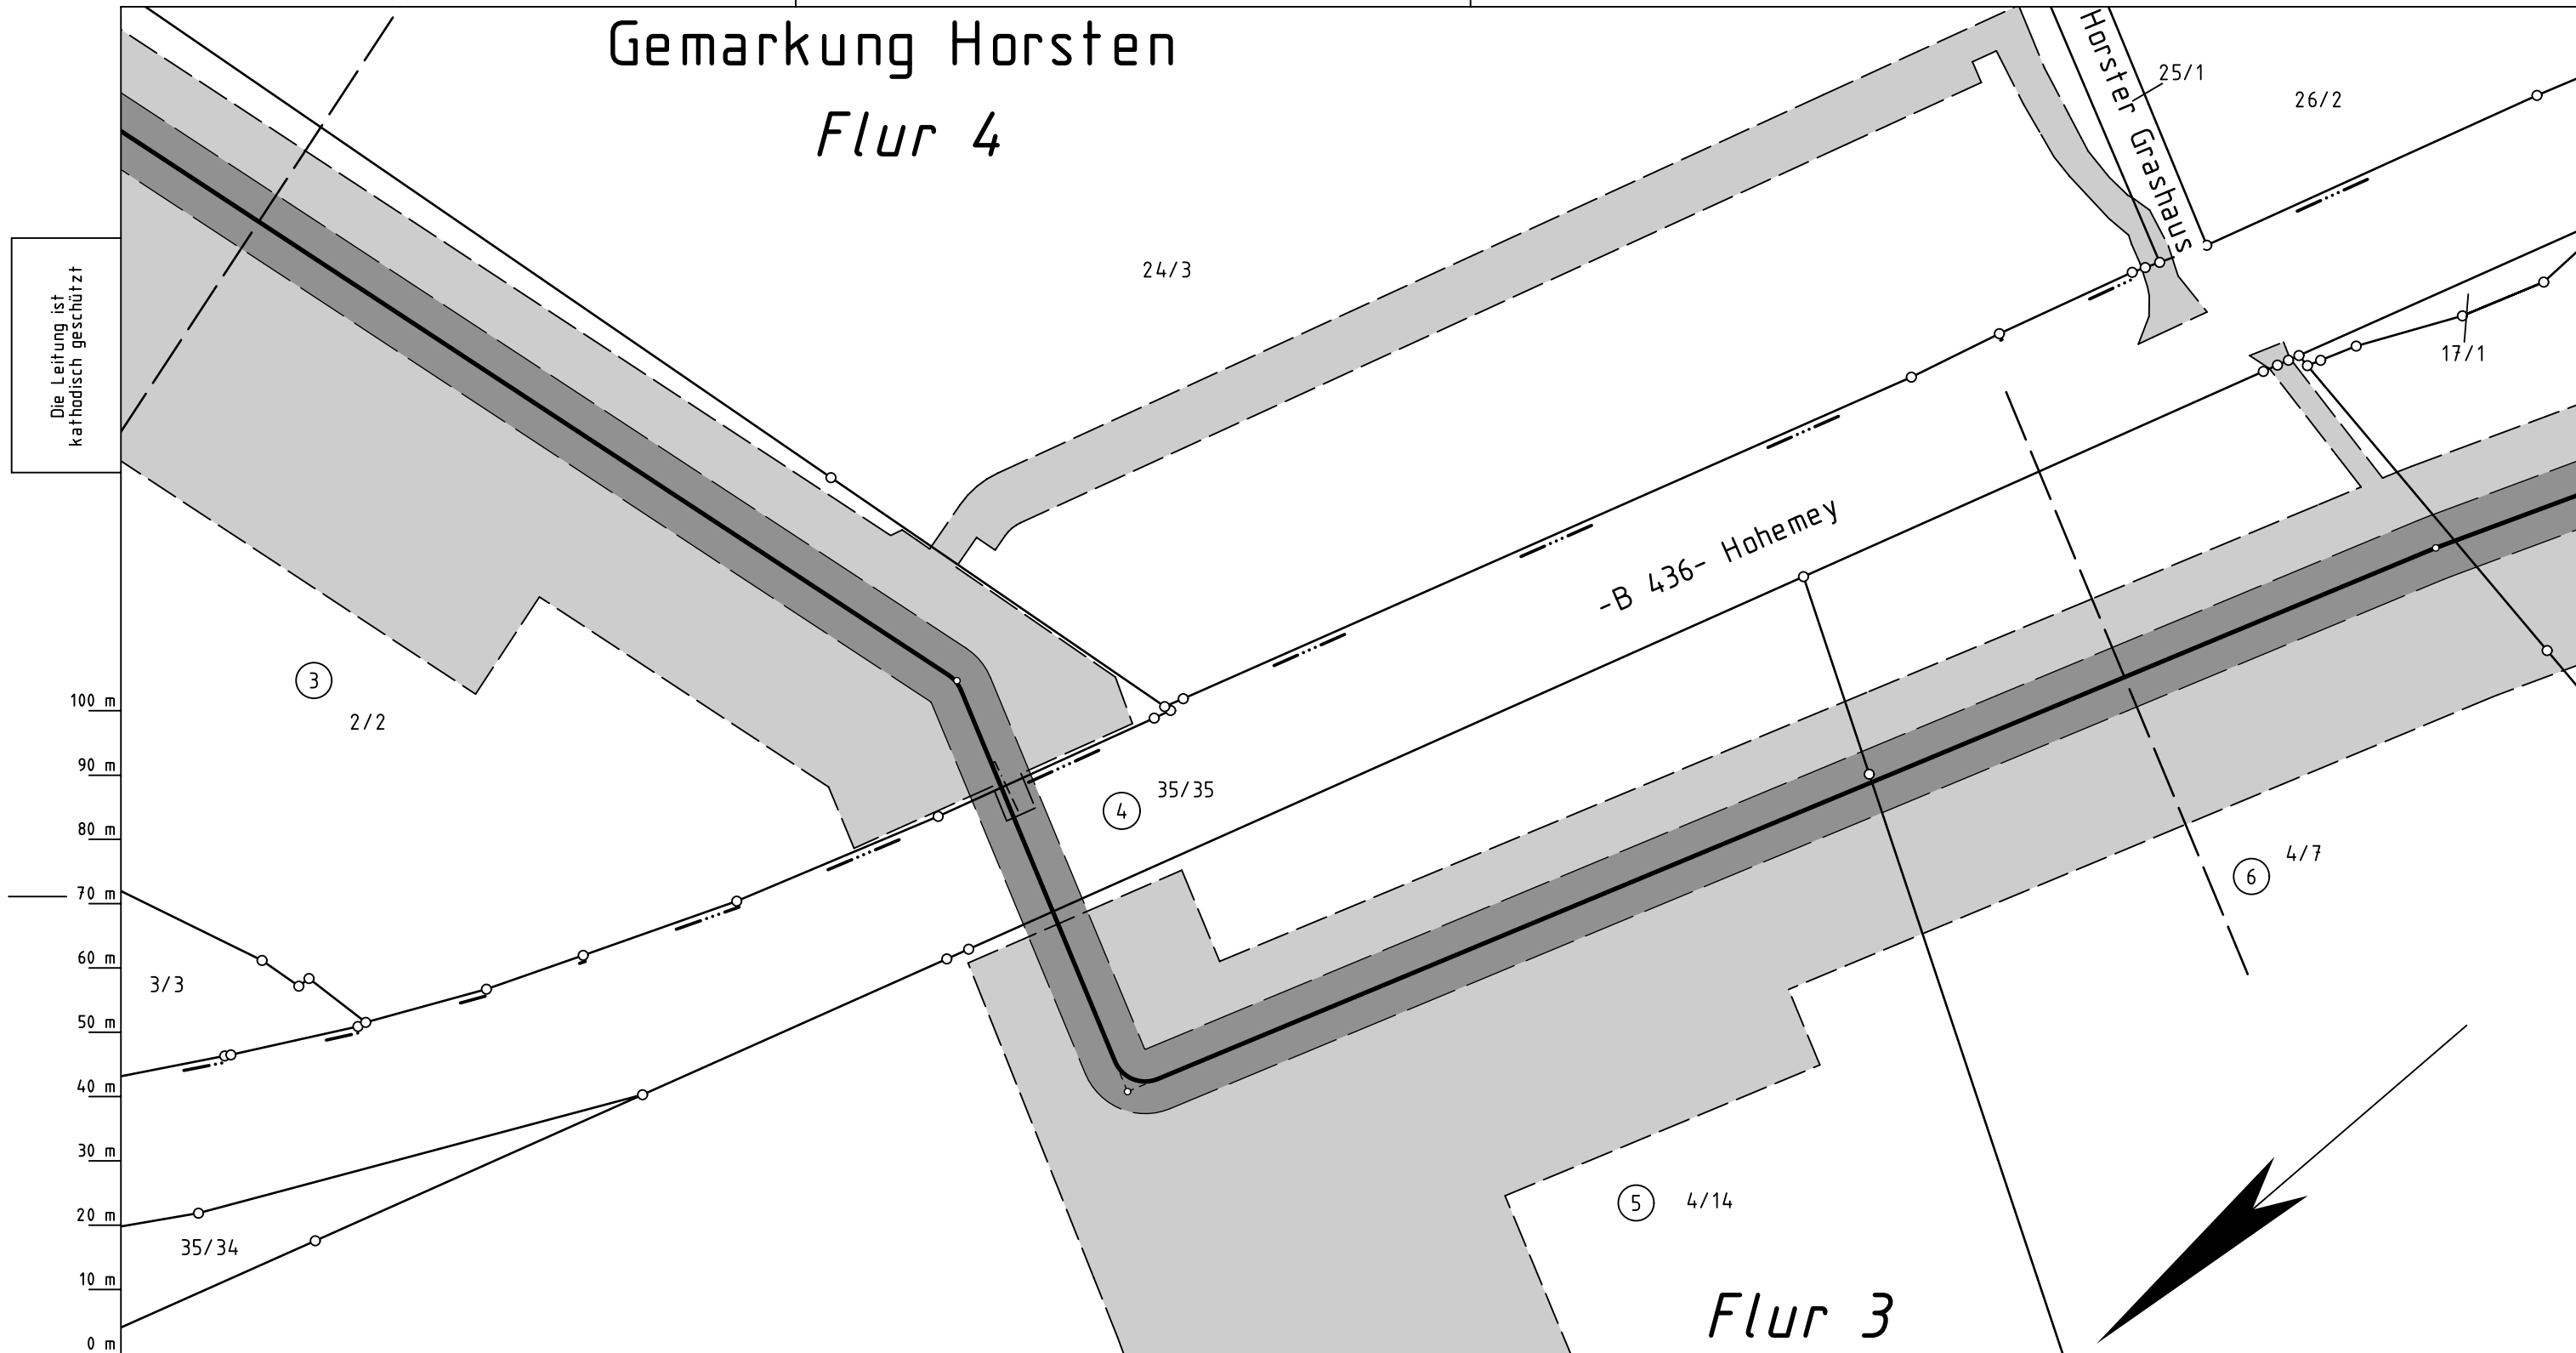 Gemarkung Horsten
Flur 4
Horster Grashaus
25/1
26/2
24/3
17/1
Die Leitung ist
kathodisch geschützt
-B 436- Hohemey
3
2/2
100 m
90 m
80 m
70 m
60 m
50 m
40 m
30 m
20 m
10 m
0 m
4
35/35
6
4/7
3/3
5
4/14
35/34
Flur 3